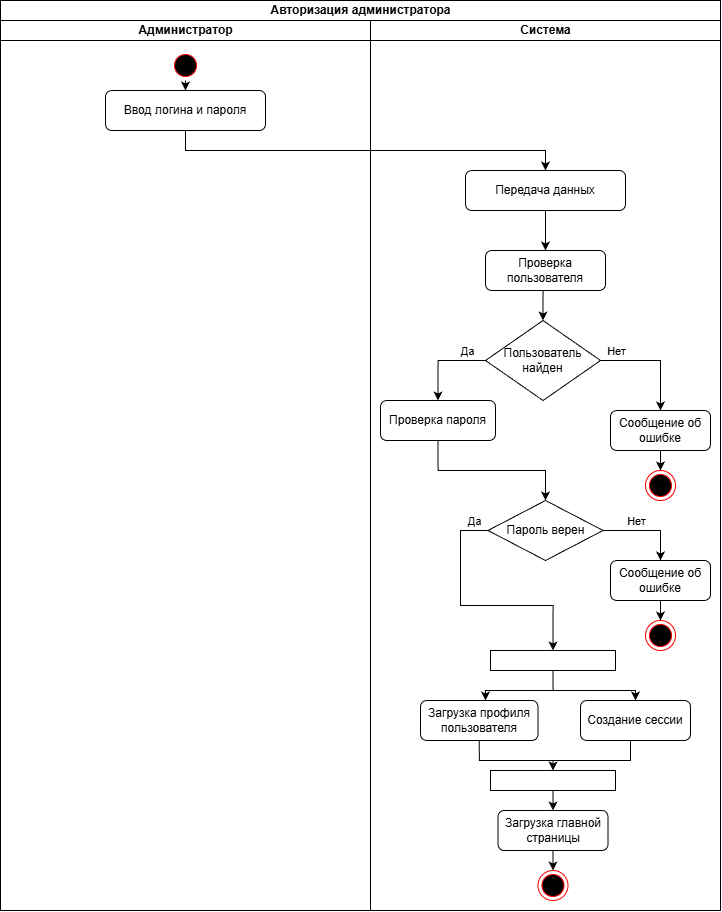 Авторизация администратора
Администратор
Система
Ввод логина и пароля
Передача данных
Проверка
пользователя
Пользователь
найден
Да
Нет
Проверка пароля
Сообщение об
ошибке
Пароль верен
Да
Нет
Сообщение об
ошибке
Загрузка профиля
пользователя
Создание сессии
Загрузка главной
страницы